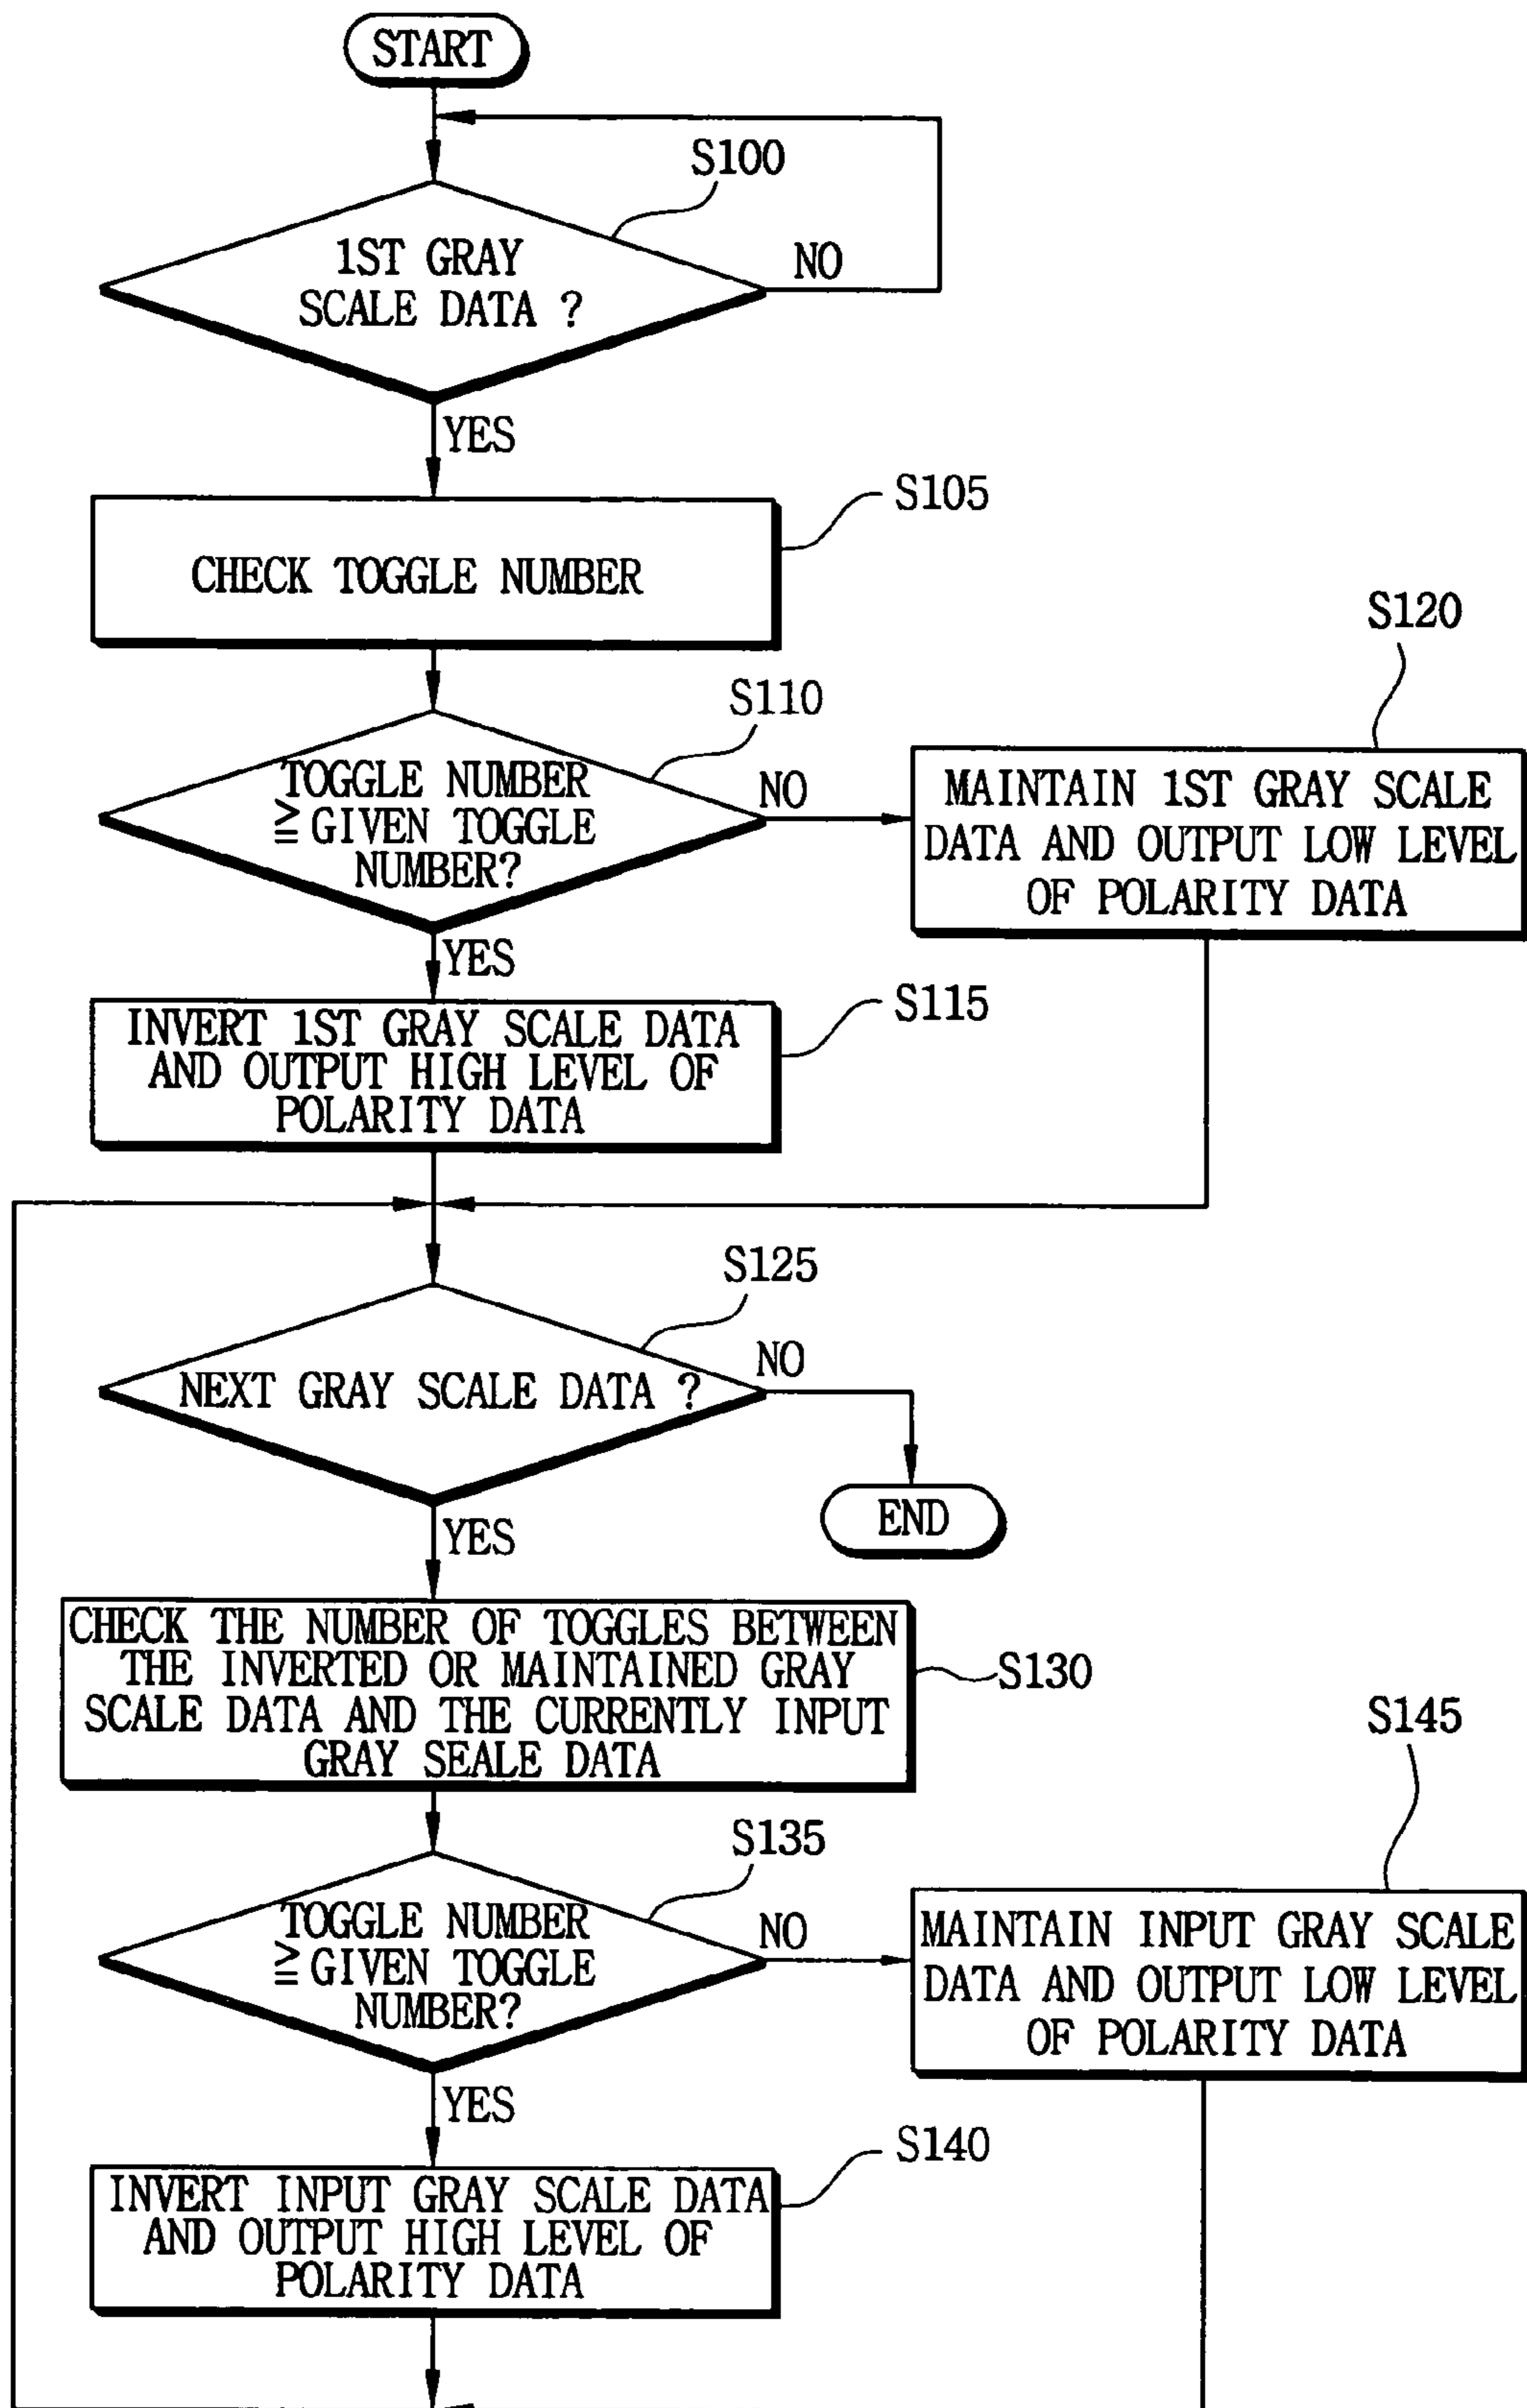 START
S100
1ST GRAY
SCALE DATA ?
NO
YES
S105
CHECK TOGGLE NUMBER
S110
TOGGLE NUMBER
≧ GIVEN TOGGLE
NUMBER?
NO
S120
MAINTAIN 1ST GRAY SCALE
DATA AND OUTPUT LOW LEVEL
OF POLARITY DATA
YES
S115
INVERT 1ST GRAY SCALE DATA
AND OUTPUT HIGH LEVEL OF
POLARITY DATA
S125
NEXT GRAY SCALE DATA ?
NO
END
YES
CHECK THE NUMBER OF TOGGLES BETWEEN
THE INVERTED OR MAINTAINED GRAY
SCALE DATA AND THE CURRENTLY INPUT
GRAY SEALE DATA
S130
S135
TOGGLE NUMBER
≧ GIVEN TOGGLE
NUMBER?
NO
S145
MAINTAIN INPUT GRAY SCALE
DATA AND OUTPUT LOW LEVEL
OF POLARITY DATA
YES
S140
INVERT INPUT GRAY SCALE DATA
AND OUTPUT HIGH LEVEL OF
POLARITY DATA